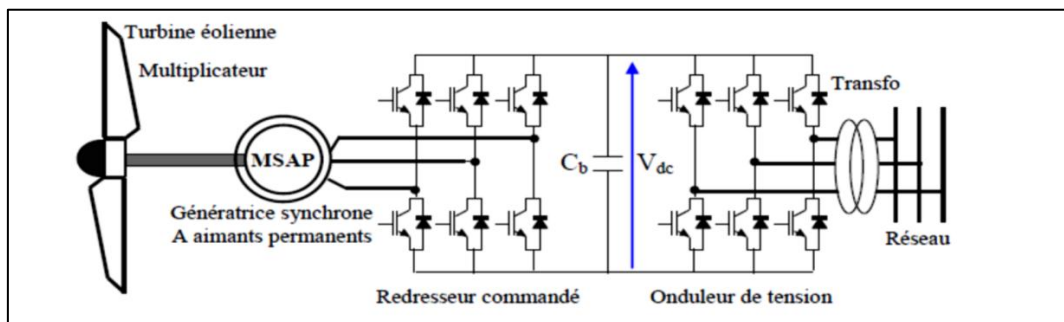 Turbine éolienne
Multiplicateur
MSAP
Génératrice synchrone
A aimants permanents
Redresseur commandé
C_b
V_dc
Onduleur de tension
Transfo
Réseau